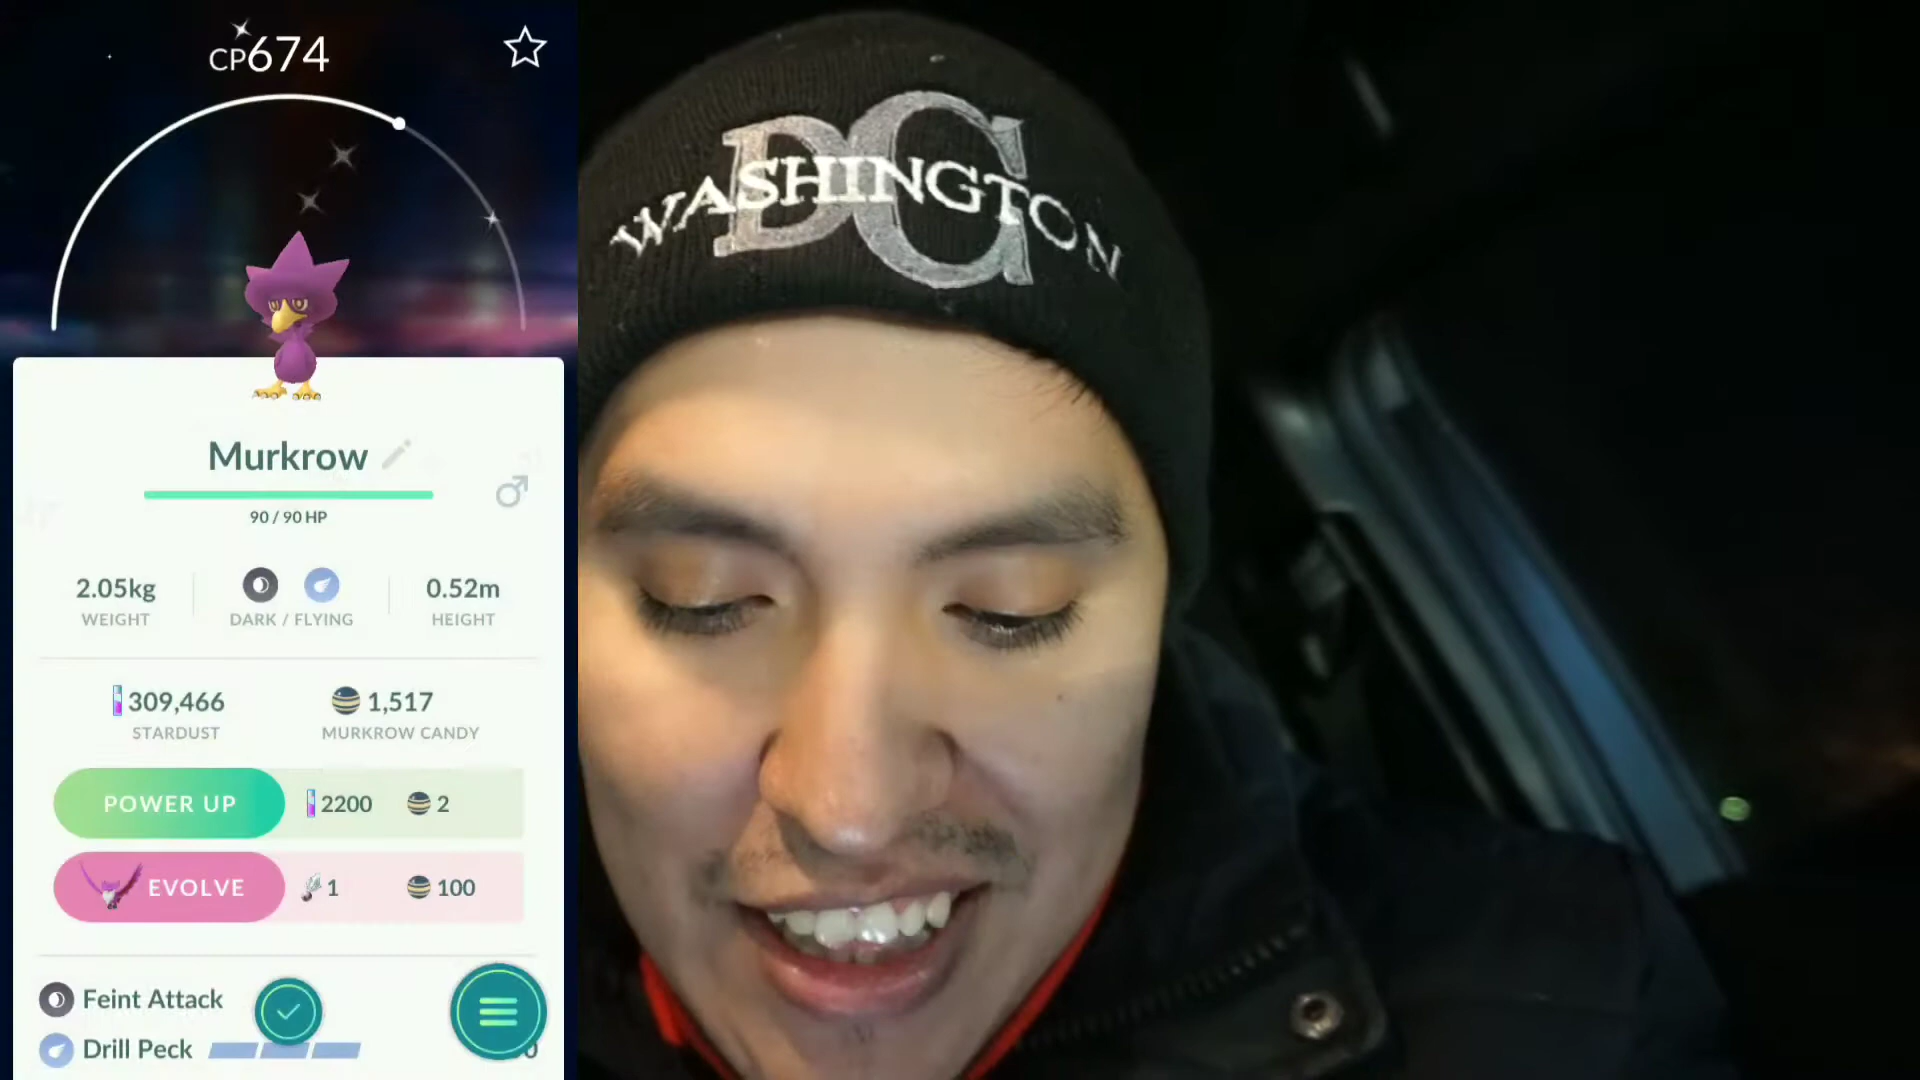 CP674
Murkrow
90 / 90 HP
2.05kg
WEIGHT
DARK / FLYING
0.52m
HEIGHT
309,466
STARDUST
1,517
MURKROW CANDY
POWER UP 2200 2
EVOLVE 1 100
Feint Attack
Drill Peck
DC
WASHINGTON